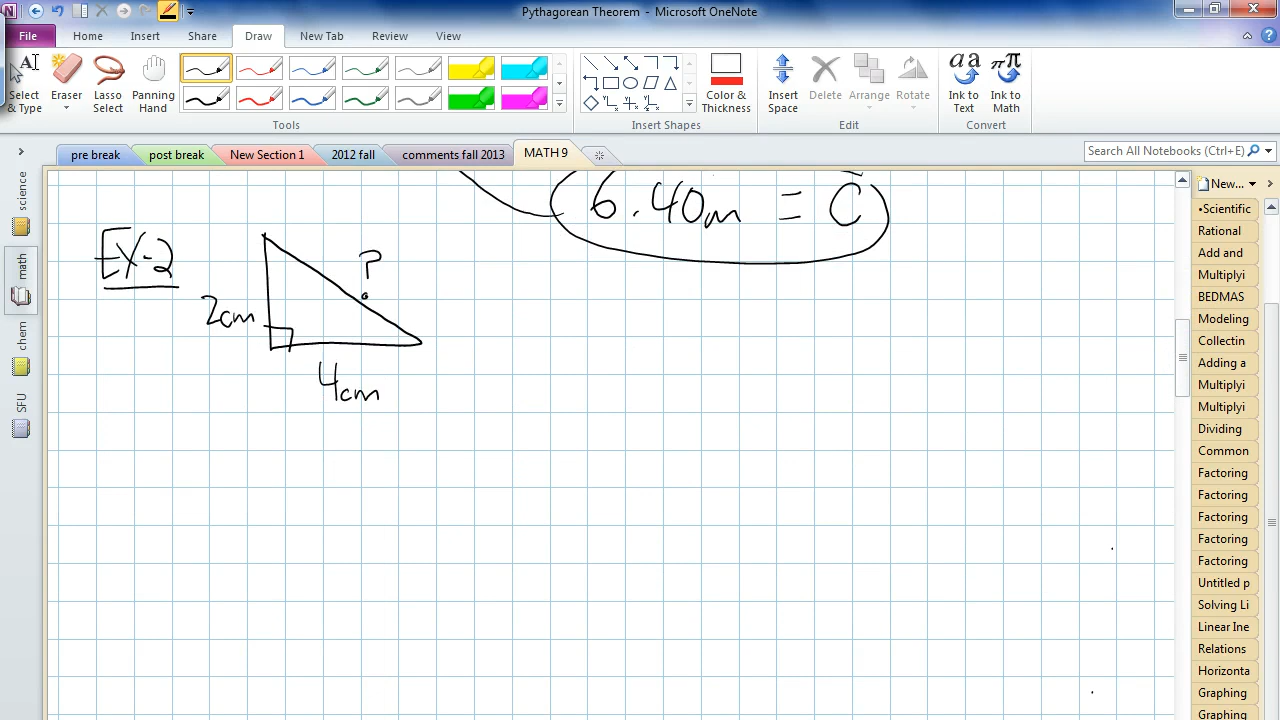 Pythagorean Theorem - Microsoft OneNote
File Home Insert Share Draw New Tab Review View
Select & Type
Eraser
Lasso Select
Panning Hand
Color & Thickness
Insert Space
Delete
Arrange
Rotate
Ink to Text
Ink to Math
Tools Insert Shapes Edit Convert
pre break post break New Section 1 2012 fall comments fall 2013 MATH 9
Search All Notebooks (Ctrl+E)
science
math
chem
SFU
6.40m = C
EX-2
?
2cm
4cm
New...
•Scientific
Rational
Add and
Multiplyi
BEDMAS
Modeling
Collectin
Adding a
Multiplyi
Multiplyi
Dividing
Common
Factoring
Factoring
Factoring
Factoring
Factoring
Untitled p
Solving Li
Linear Ine
Relations
Horizonta
Graphing
Graphing